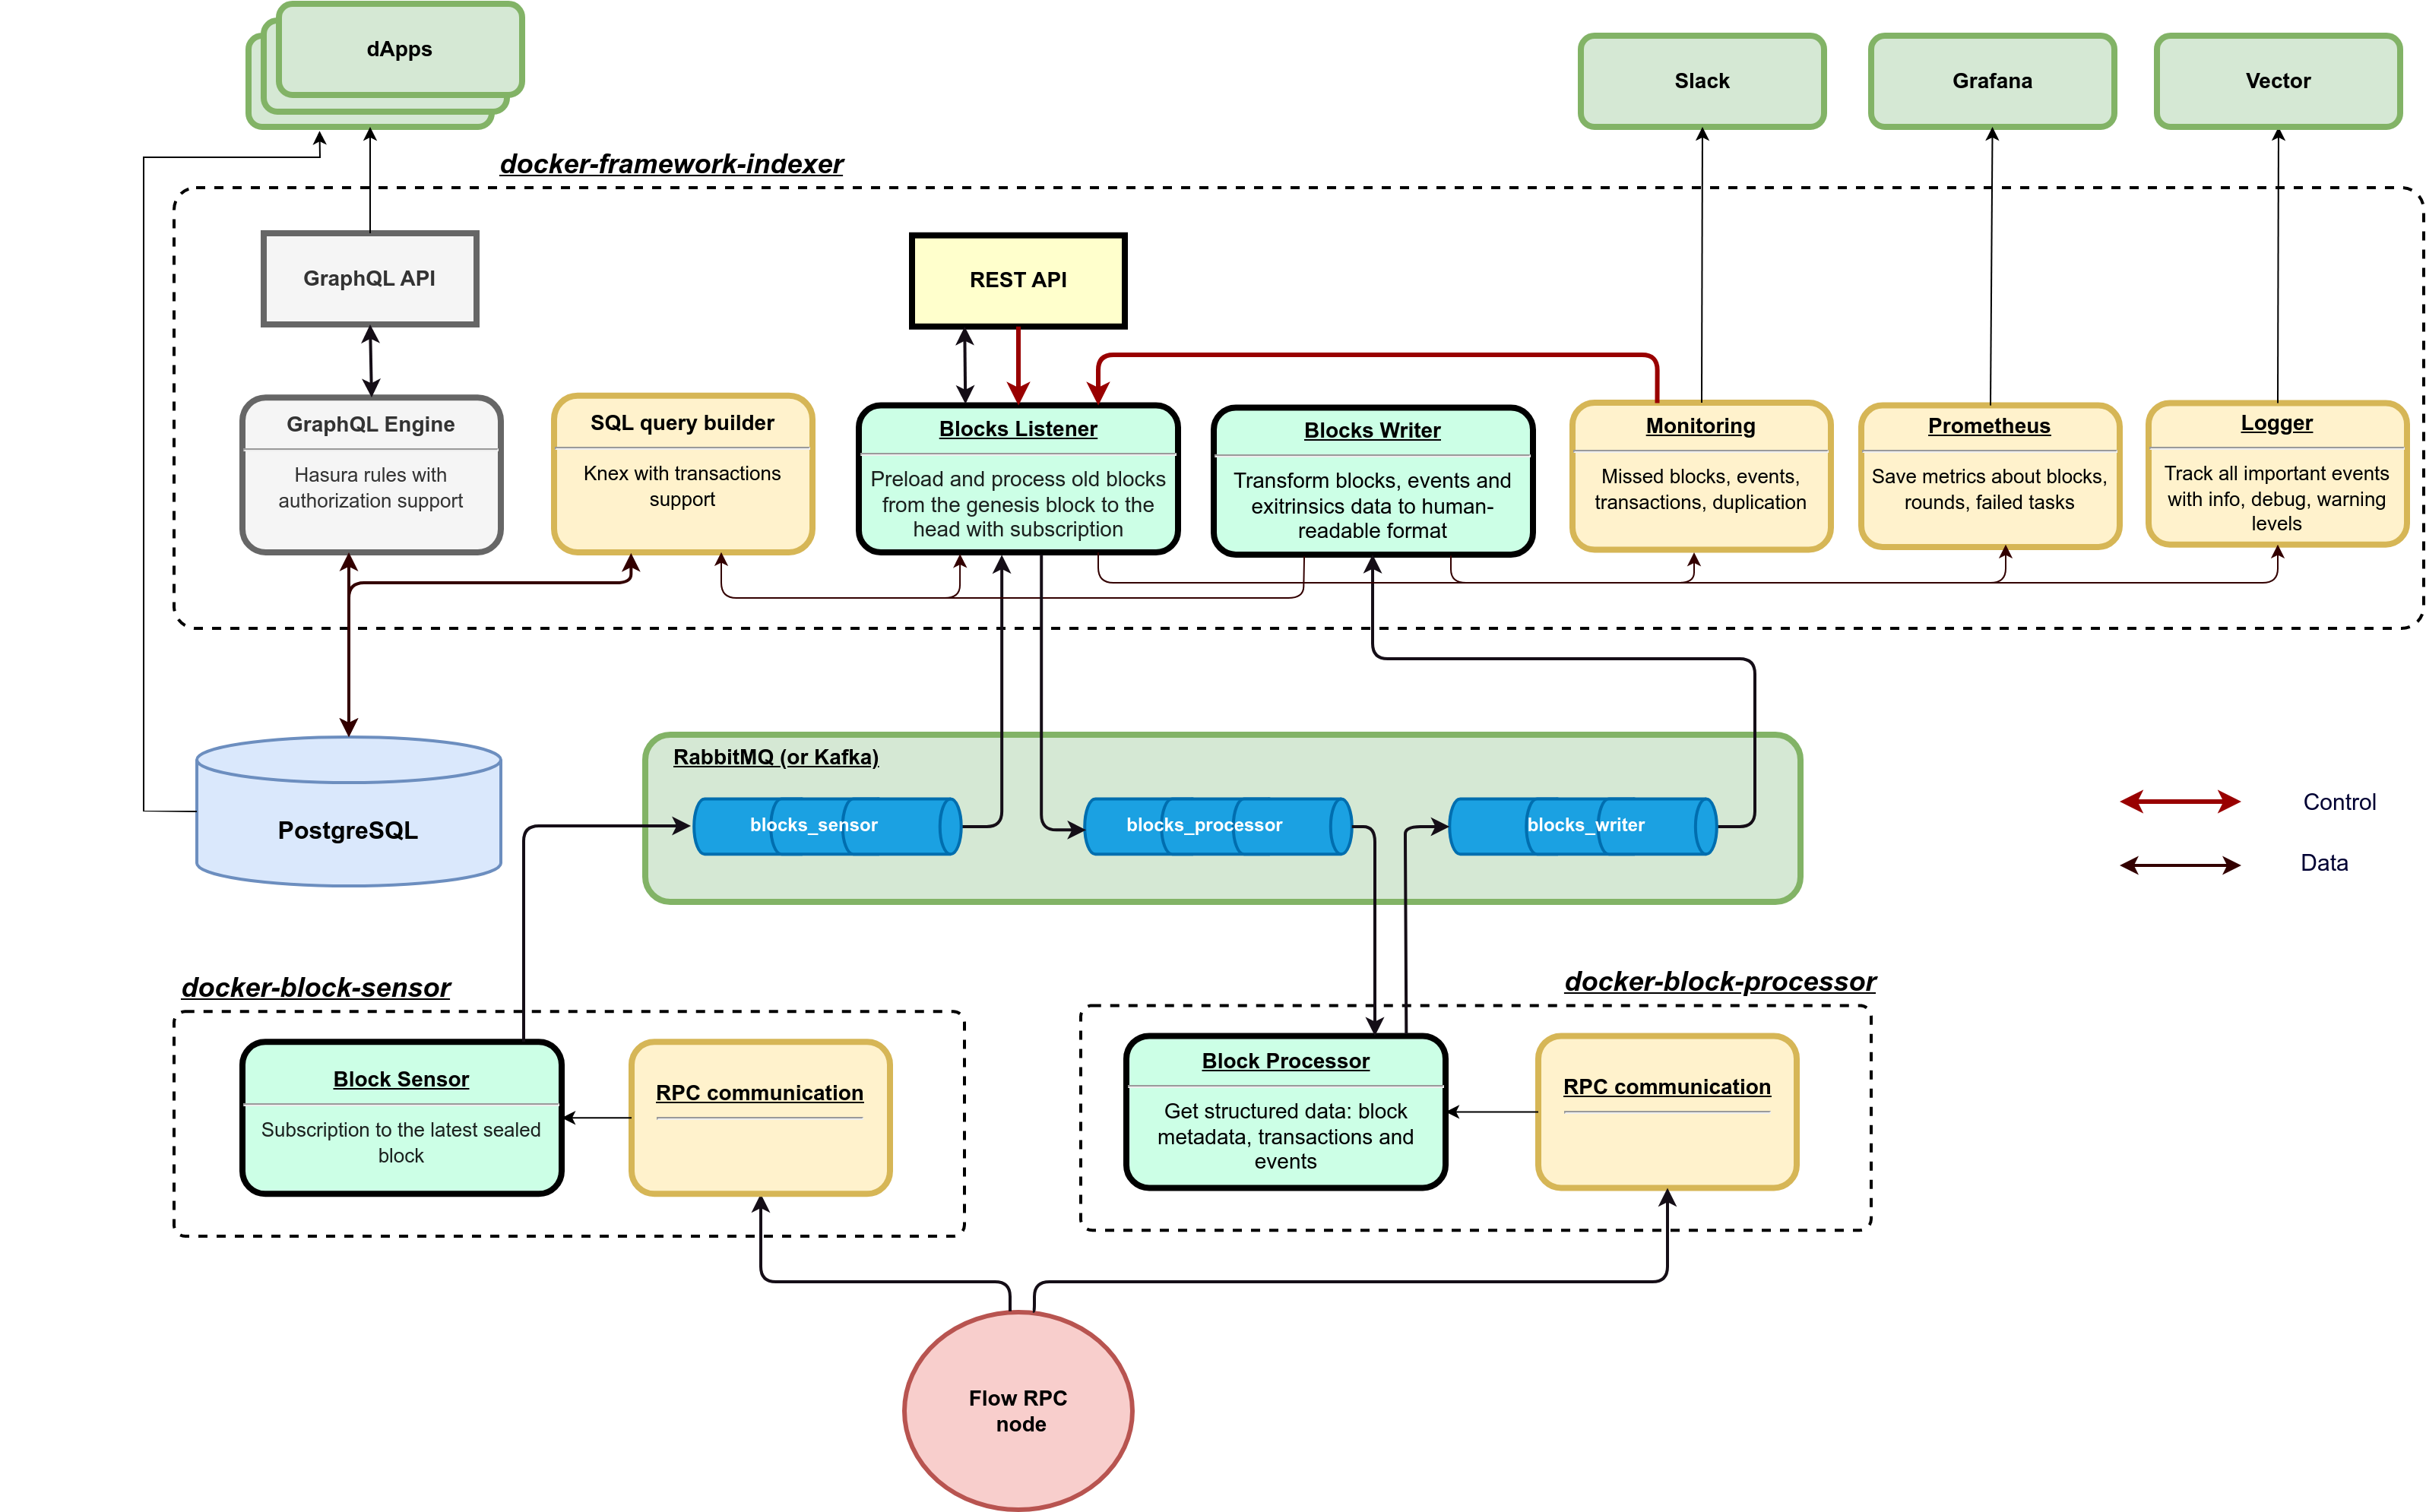 dApps
Slack
Grafana
Vector
docker-framework-indexer
GraphQL API
REST API
GraphQL Engine
Hasura rules with
authorization support
SQL query builder
Knex with transactions
support
Blocks Listener
Preload and process old blocks
from the genesis block to the
head with subscription
Blocks Writer
Transform blocks, events and
exitrinsics data to human-
readable format
Monitoring
Missed blocks, events,
transactions, duplication
Prometheus
Save metrics about blocks,
rounds, failed tasks
Logger
Track all important events
with info, debug, warning
levels
PostgreSQL
RabbitMQ (or Kafka)
blocks_sensor
blocks_processor
blocks_writer
Control
Data
docker-block-sensor
Block Sensor
Subscription to the latest sealed
block
RPC communication
docker-block-processor
Block Processor
Get structured data: block
metadata, transactions and
events
RPC communication
Flow RPC
node